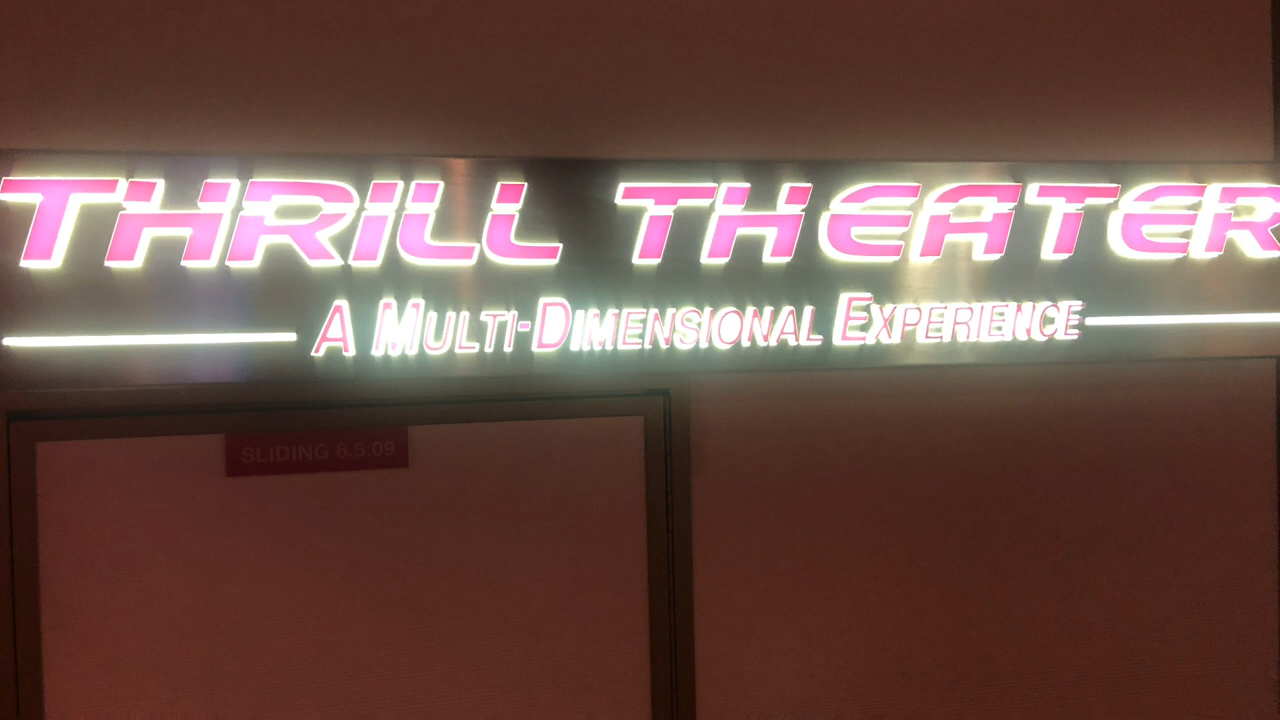 THRILL THEATER
A MULTI-DIMENSIONAL EXPERIENCE
SLIDING 6.5.09